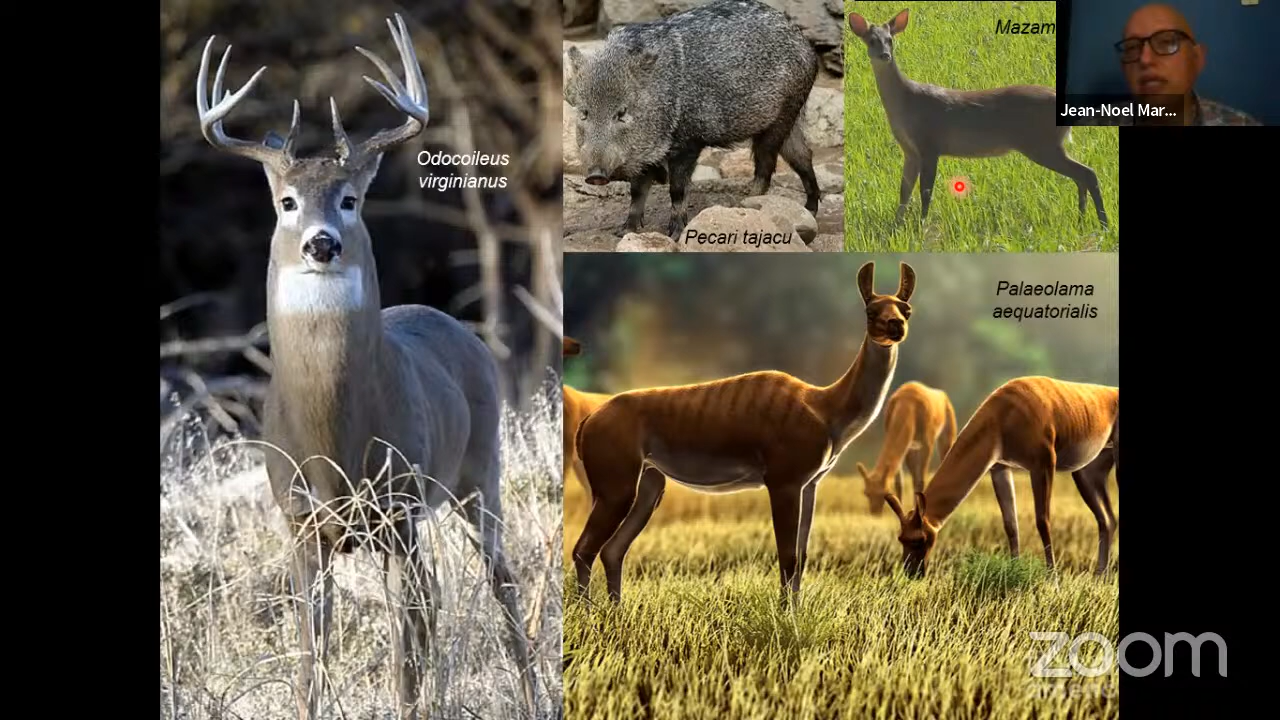 Odocoileus
virginianus
Pecari tajacu
Mazam
Jean-Noel Mar...
Palaeolama
aequatorialis
zoom